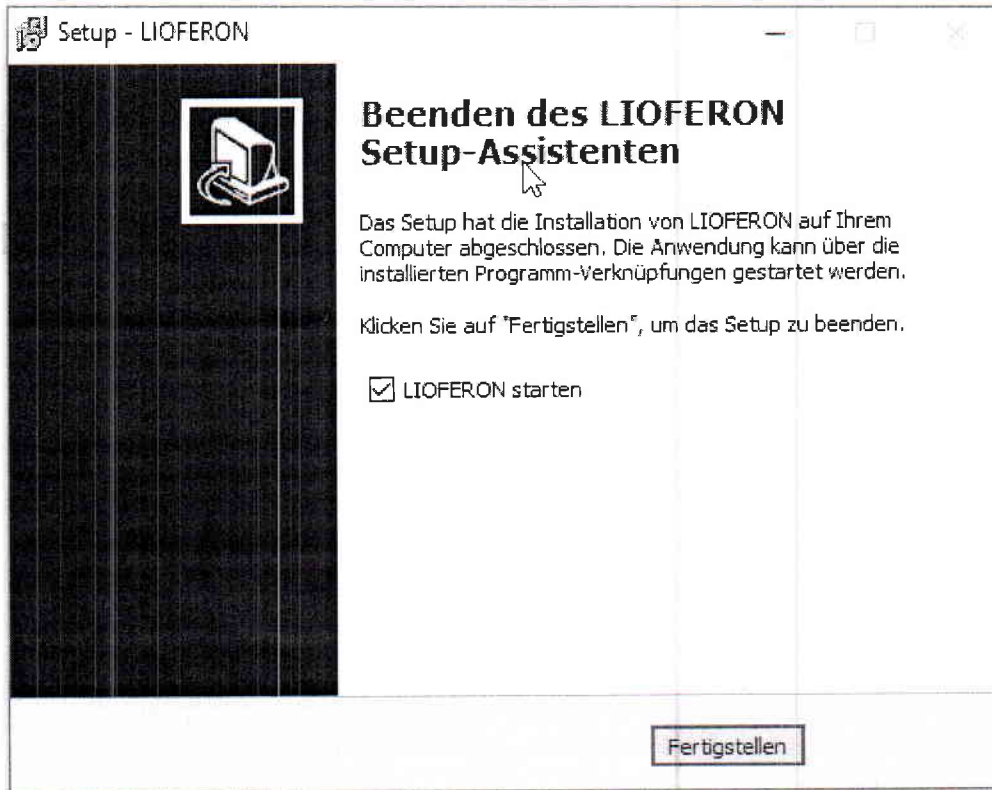 Setup - LIOFERON
Beenden des LIOFERON
Setup-Assistenten
Das Setup hat die Installation von LIOFERON auf Ihrem
Computer abgeschlossen. Die Anwendung kann über die
installierten Programm-Verknüpfungen gestartet werden.
Klicken Sie auf "Fertigstellen", um das Setup zu beenden.
LIOFERON starten
Fertigstellen